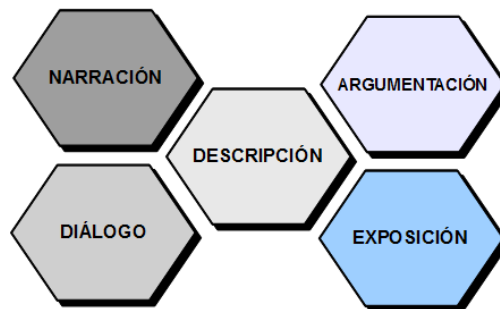 NARRACIÓN
ARGUMENTACIÓN
DESCRIPCIÓN
DIÁLOGO
EXPOSICIÓN